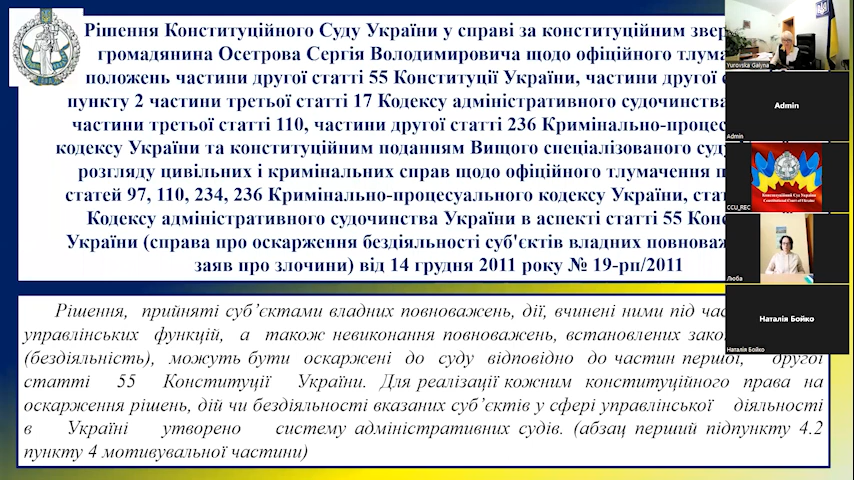 Рішення Конституційного Суду України у справі за конституційним звер
громадянина Осетрова Сергія Володимировича щодо офіційного тлума
положень частини другої статті 55 Конституції України, частини другої
пункту 2 частини третьої статті 17 Кодексу адміністративного судочинства
частини третьої статті 110, частини другої статті 236 Кримінально-процес
кодексу України та конституційним поданням Вищого спеціалізованого суд
розгляду цивільних і кримінальних справ щодо офіційного тлумачення п
статей 97, 110, 234, 236 Кримінально-процесуального кодексу України, ста
Кодексу адміністративного судочинства України в аспекті статті 55 Конс
України (справа про оскарження бездіяльності суб'єктів владних повноваж
заяв про злочини) від 14 грудня 2011 року № 19-рп/2011
Рішення, прийняті суб’єктами владних повноважень, дії, вчинені ними під час
управлінських функцій, а також невиконання повноважень, встановлених зако
(бездіяльність), можуть бути оскаржені до суду відповідно до частин першої, другої
статті 55 Конституції України. Для реалізації кожним конституційного права на
оскарження рішень, дій чи бездіяльності вказаних суб’єктів у сфері управлінської діяльності
в Україні утворено систему адміністративних судів. (абзац перший підпункту 4.2
пункту 4 мотивувальної частини)
Yurovska Galyna
Admin
Admin
Конституційний Суд України
Constitutional Court of Ukraine
CCU_REC
Люба
Наталія Бойко
Наталія Бойко